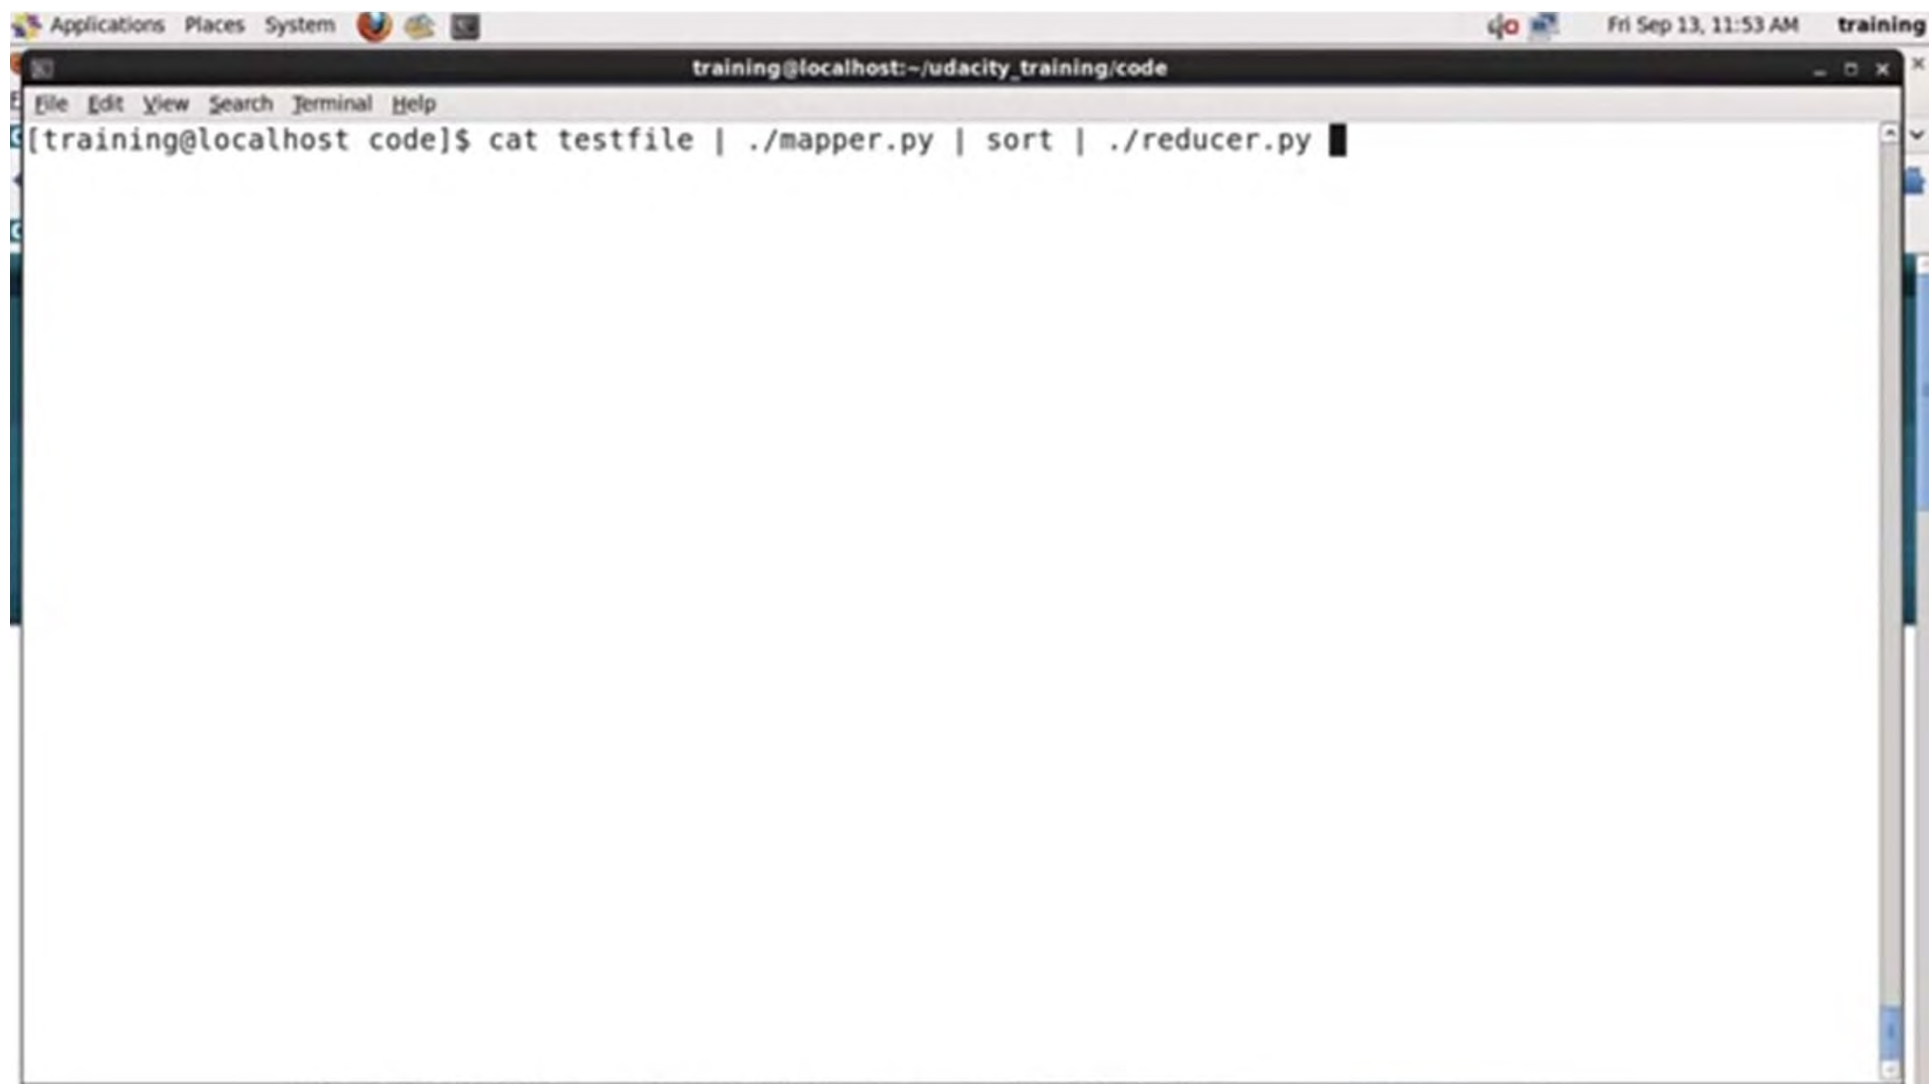 Applications Places System Fri Sep 13, 11:53 AM training
training@localhost:~/udacity_training/code
File Edit View Search Terminal Help
[training@localhost code]$ cat testfile | ./mapper.py | sort | ./reducer.py